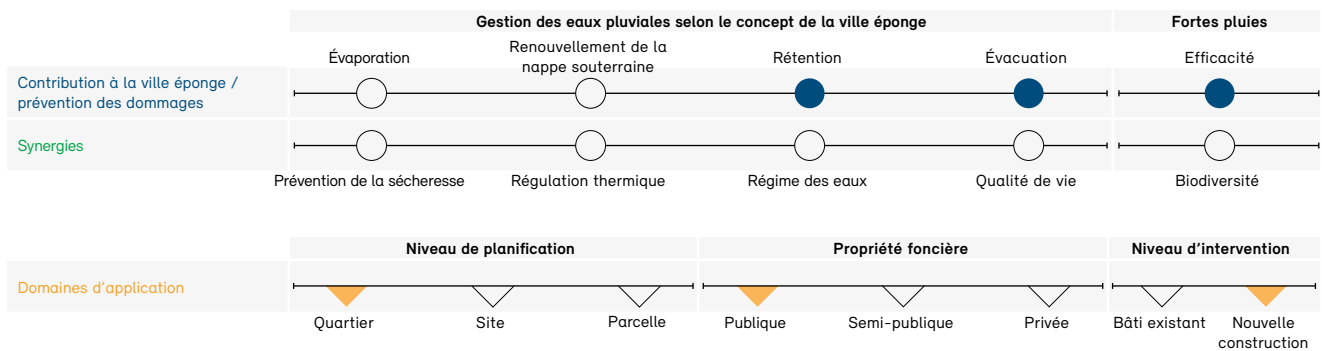 Gestion des eaux pluviales selon le concept de la ville éponge
Fortes pluies
Évaporation
Renouvellement de la
nappe souterraine
Rétention
Évacuation
Efficacité
Contribution à la ville éponge /
prévention des dommages
Synergies
Prévention de la sécheresse
Régulation thermique
Régime des eaux
Qualité de vie
Biodiversité
Niveau de planification
Propriété foncière
Niveau d’intervention
Domaines d’application
Quartier
Site
Parcelle
Publique
Semi-publique
Privée
Bâti existant
Nouvelle
construction